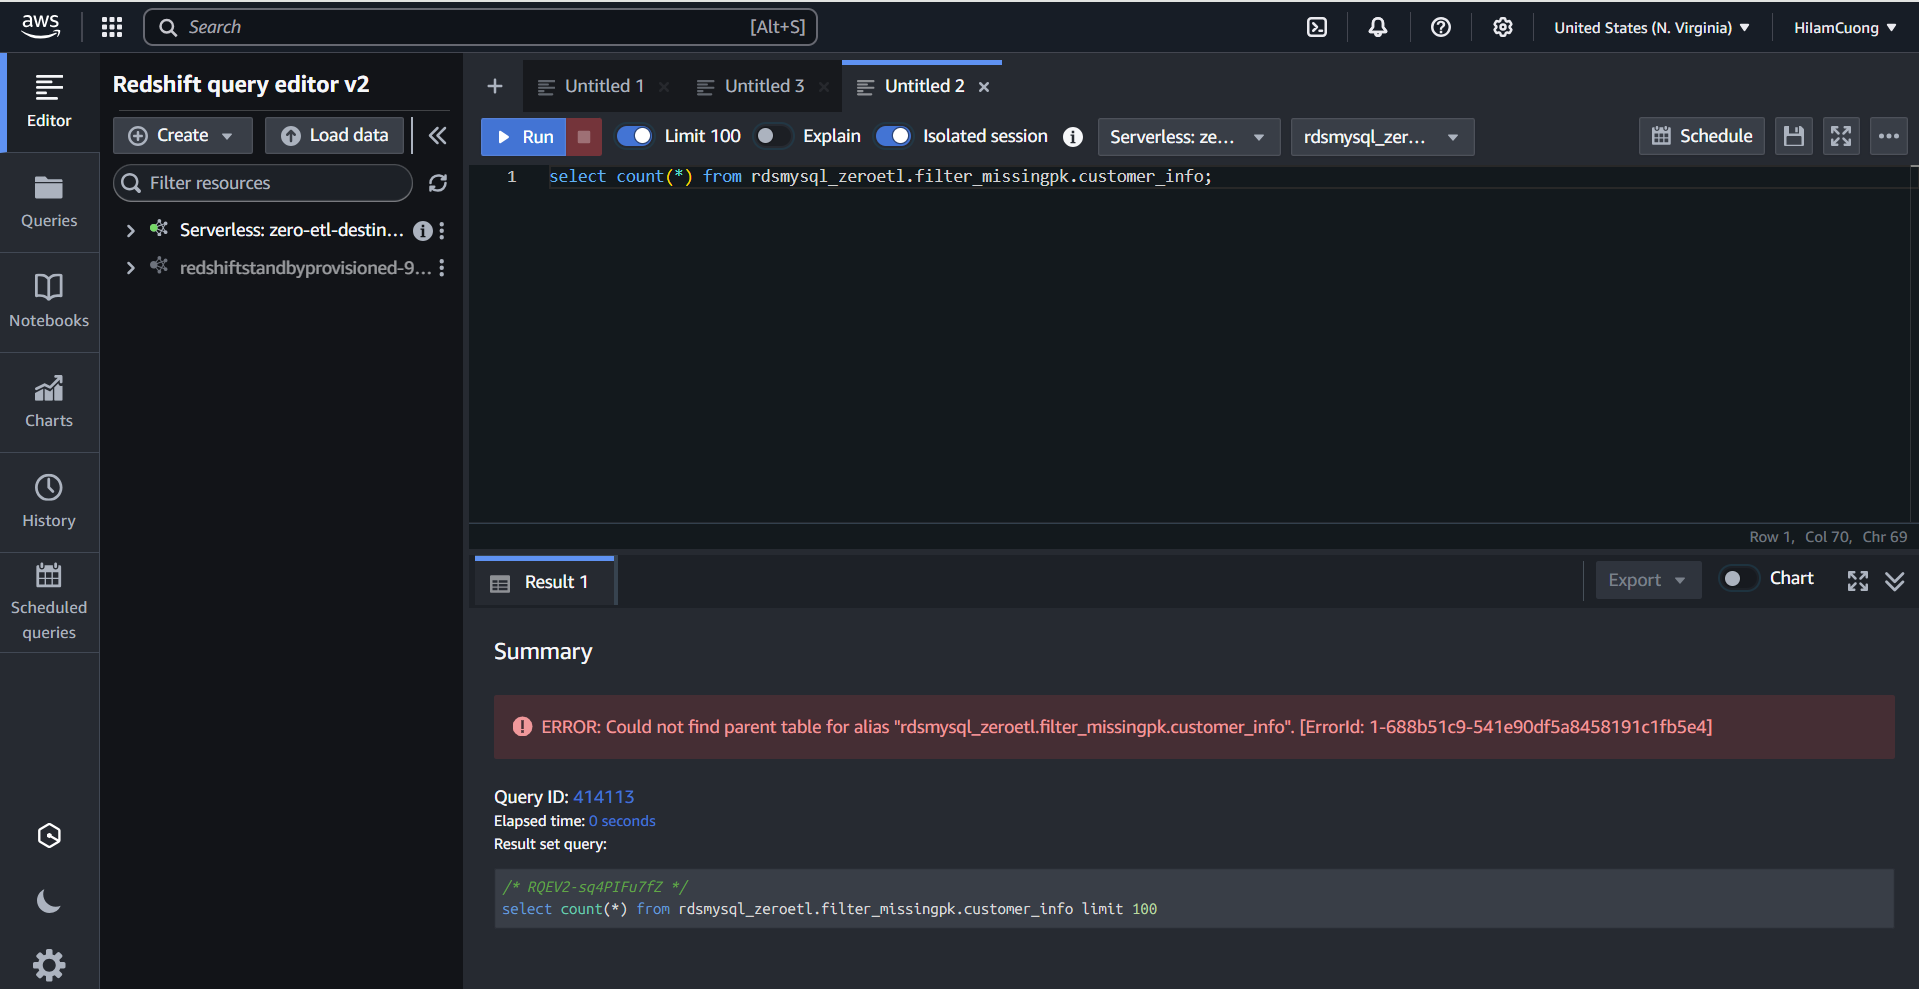 aws
Search [Alt+S]
United States (N. Virginia)
HilamCuong
Editor
Queries
Notebooks
Charts
History
Scheduled
queries
Redshift query editor v2
Create
Load data
Filter resources
Serverless: zero-etl-destin...
redshiftstandbyprovisioned-9...
Untitled 1
Untitled 3
Untitled 2
Run
Limit 100
Explain
Isolated session
Serverless: ze...
rdsmysql_zer...
Schedule
1 select count(*) from rdsmysql_zeroetl.filter_missingpk.customer_info;
Row 1, Col 70, Chr 69
Result 1
Export
Chart
Summary
ERROR: Could not find parent table for alias "rdsmysql_zeroetl.filter_missingpk.customer_info". [ErrorId: 1-688b51c9-541e90df5a8458191c1fb5e4]
Query ID: 414113
Elapsed time: 0 seconds
Result set query:
/* RQEV2-sq4PIFu7fZ */
select count(*) from rdsmysql_zeroetl.filter_missingpk.customer_info limit 100